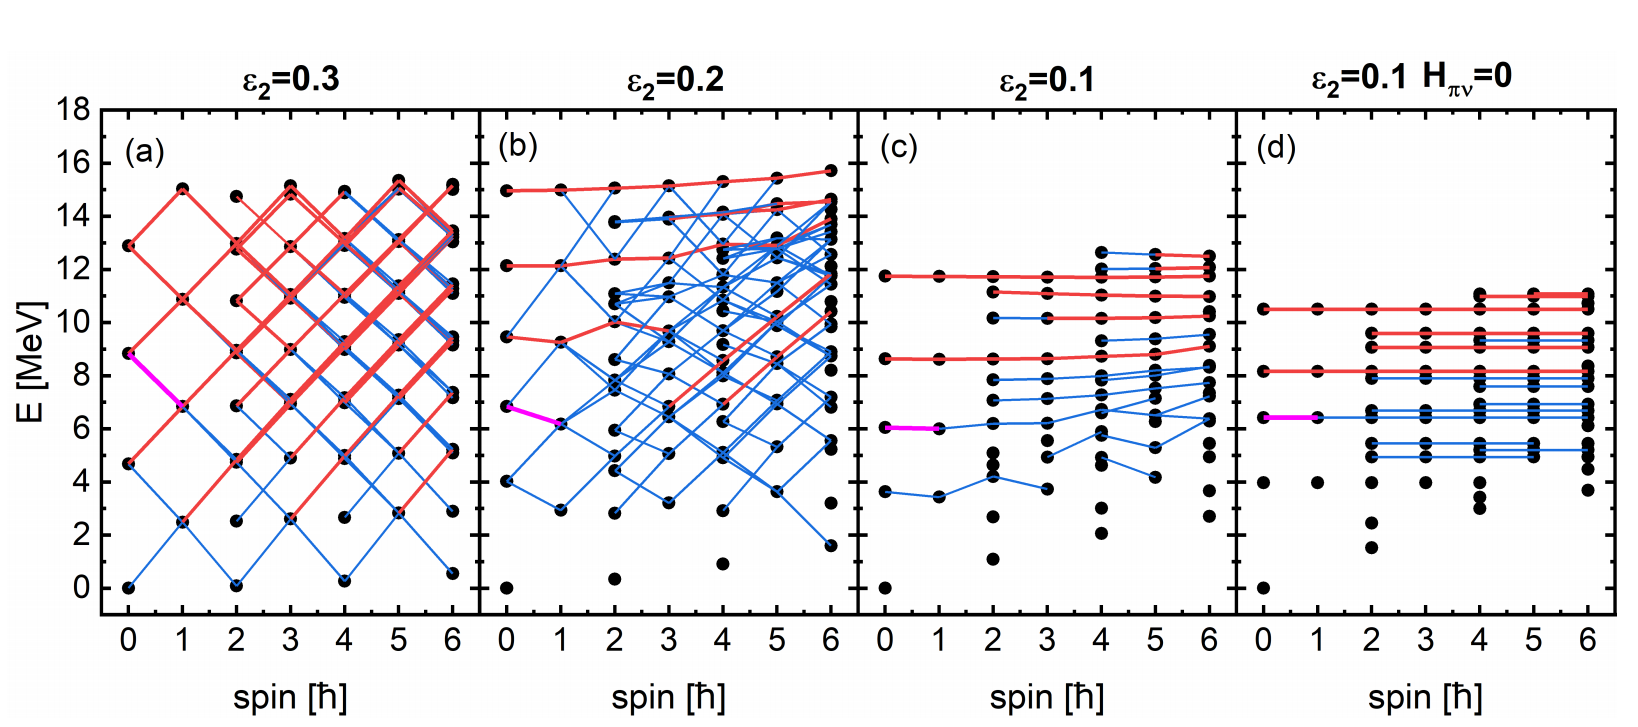 ε₂=0.3
ε₂=0.2
ε₂=0.1
ε₂=0.1 Hπν=0
(a)
(b)
(c)
(d)
E [MeV]
18
16
14
12
10
8
6
4
2
0
0 1 2 3 4 5 6
0 1 2 3 4 5 6
0 1 2 3 4 5 6
0 1 2 3 4 5 6
spin [ħ]
spin [ħ]
spin [ħ]
spin [ħ]